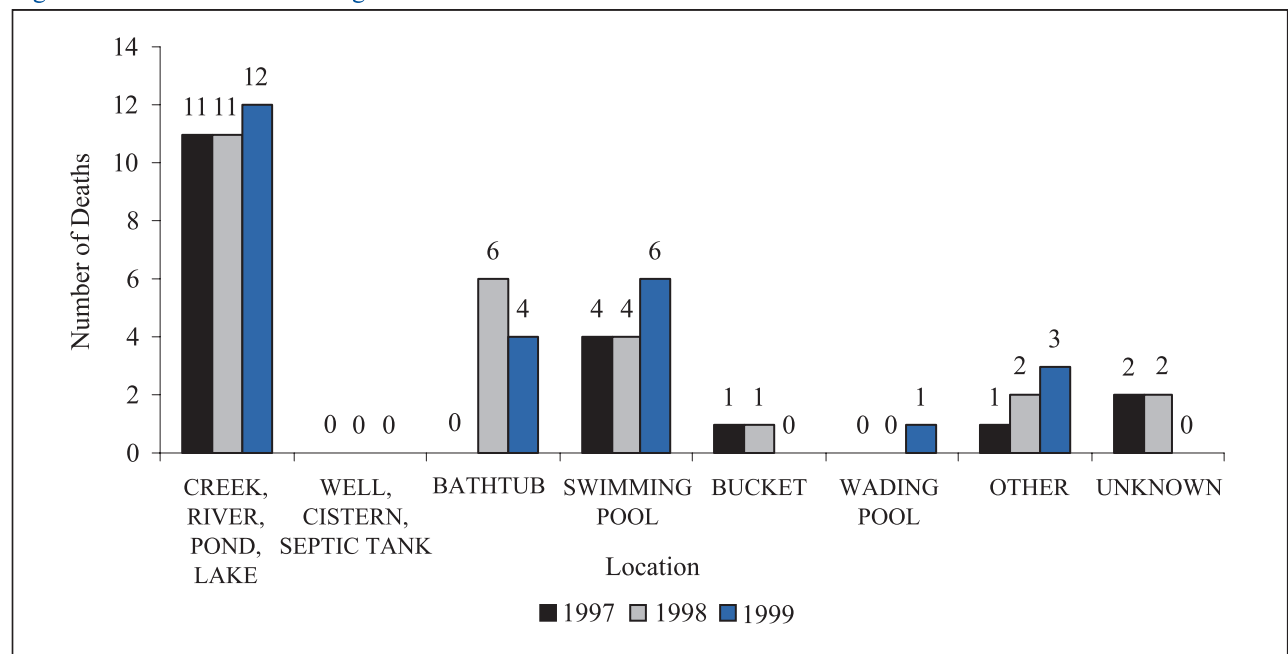 14
12
10
8
6
4
2
0
Number of Deaths
11 11 12
0 0 0
0 6 4
4 4 6
1 1 0
0 0 1
1 2 3
2 2 0
CREEK,
RIVER,
POND,
LAKE
WELL,
CISTERN,
SEPTIC TANK
BATHTUB
SWIMMING
POOL
BUCKET
WADING
POOL
OTHER
UNKNOWN
Location
1997 1998 1999